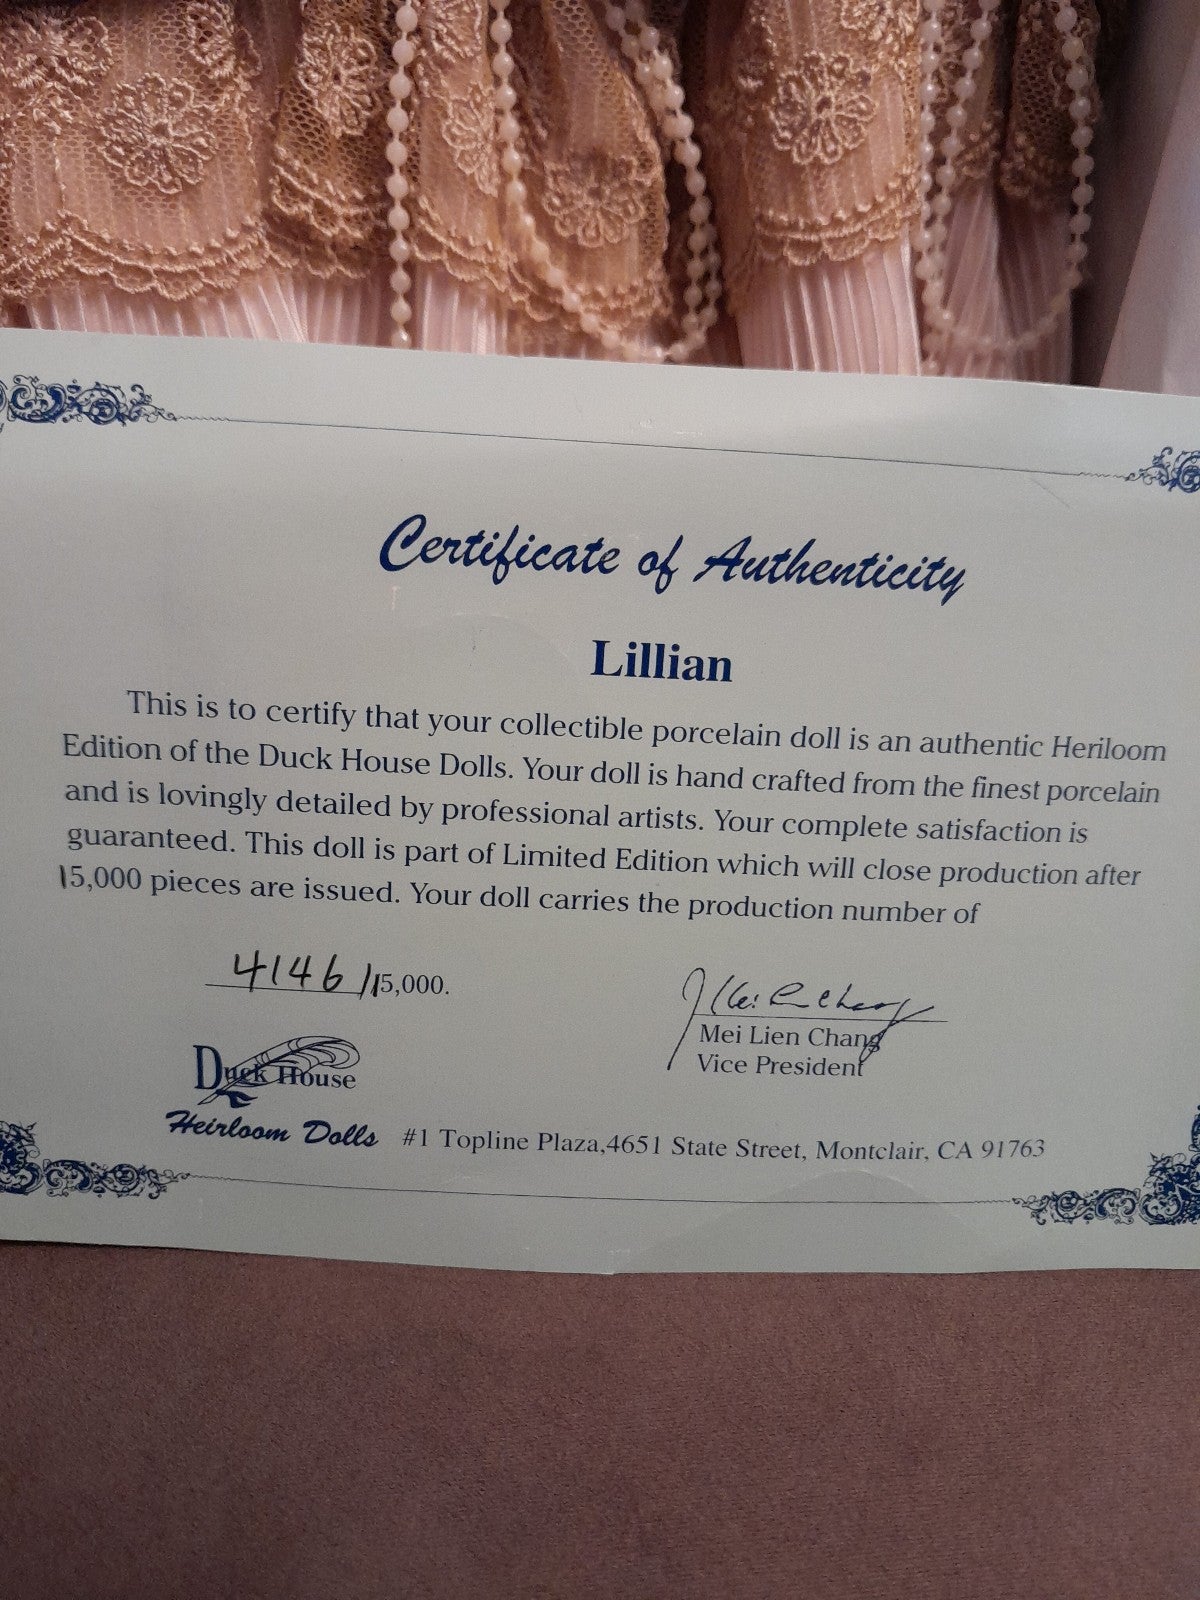 Certificate of Authenticity
Lillian
This is to certify that your collectible porcelain doll is an authentic Heriloom
Edition of the Duck House Dolls. Your doll is hand crafted from the finest porcelain
and is lovingly detailed by professional artists. Your complete satisfaction is
guaranteed. This doll is part of Limited Edition which will close production after
15,000 pieces are issued. Your doll carries the production number of
4146/15,000.
Mei Lien Chang
Vice President
Duck House
Heirloom Dolls #1 Topline Plaza,4651 State Street, Montclair, CA 91763